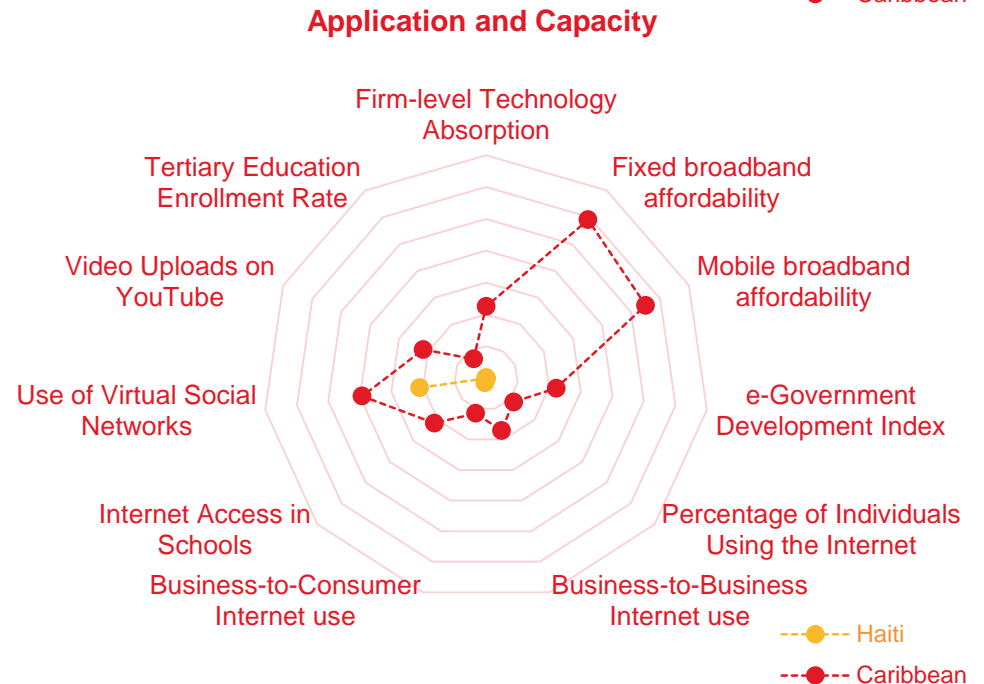 Caribbean
Application and Capacity
Firm-level Technology
Absorption
Tertiary Education
Enrollment Rate
Fixed broadband
affordability
Video Uploads on
YouTube
Mobile broadband
affordability
Use of Virtual Social
Networks
e-Government
Development Index
Internet Access in
Schools
Percentage of Individuals
Using the Internet
Business-to-Consumer
Internet use
Business-to-Business
Internet use
Haiti
Caribbean